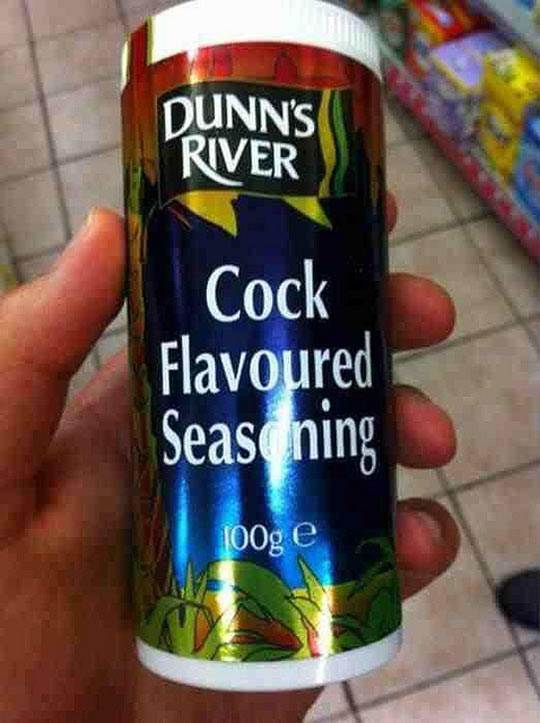 DUNN'S
RIVER
Cock
Flavoured
Seasoning
100g ℮